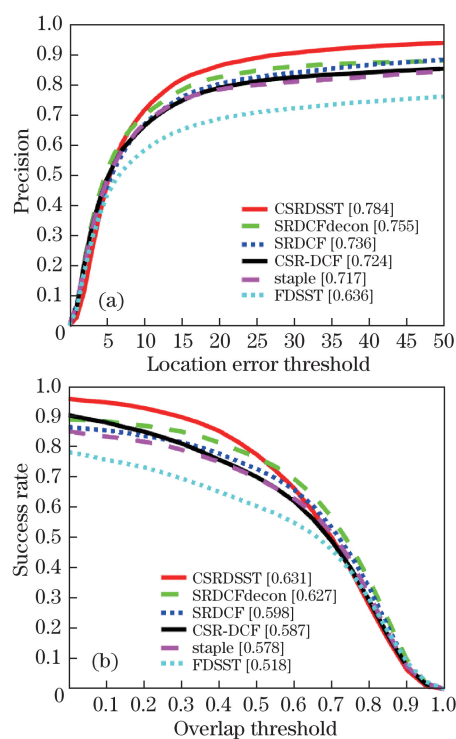 1.0
0.9
0.8
0.7
0.6
0.5
0.4
0.3
0.2
0.1
0
Precision
CSRDSST [0.784]
SRDCFdecon [0.755]
SRDCF [0.736]
CSR-DCF [0.724]
staple [0.717]
FDSST [0.636]
(a)
5 10 15 20 25 30 35 40 45 50
Location error threshold
1.0
0.9
0.8
0.7
0.6
0.5
0.4
0.3
0.2
0.1
0
Success rate
CSRDSST [0.631]
SRDCFdecon [0.627]
SRDCF [0.598]
CSR-DCF [0.587]
staple [0.578]
FDSST [0.518]
(b)
0.1 0.2 0.3 0.4 0.5 0.6 0.7 0.8 0.9 1.0
Overlap threshold